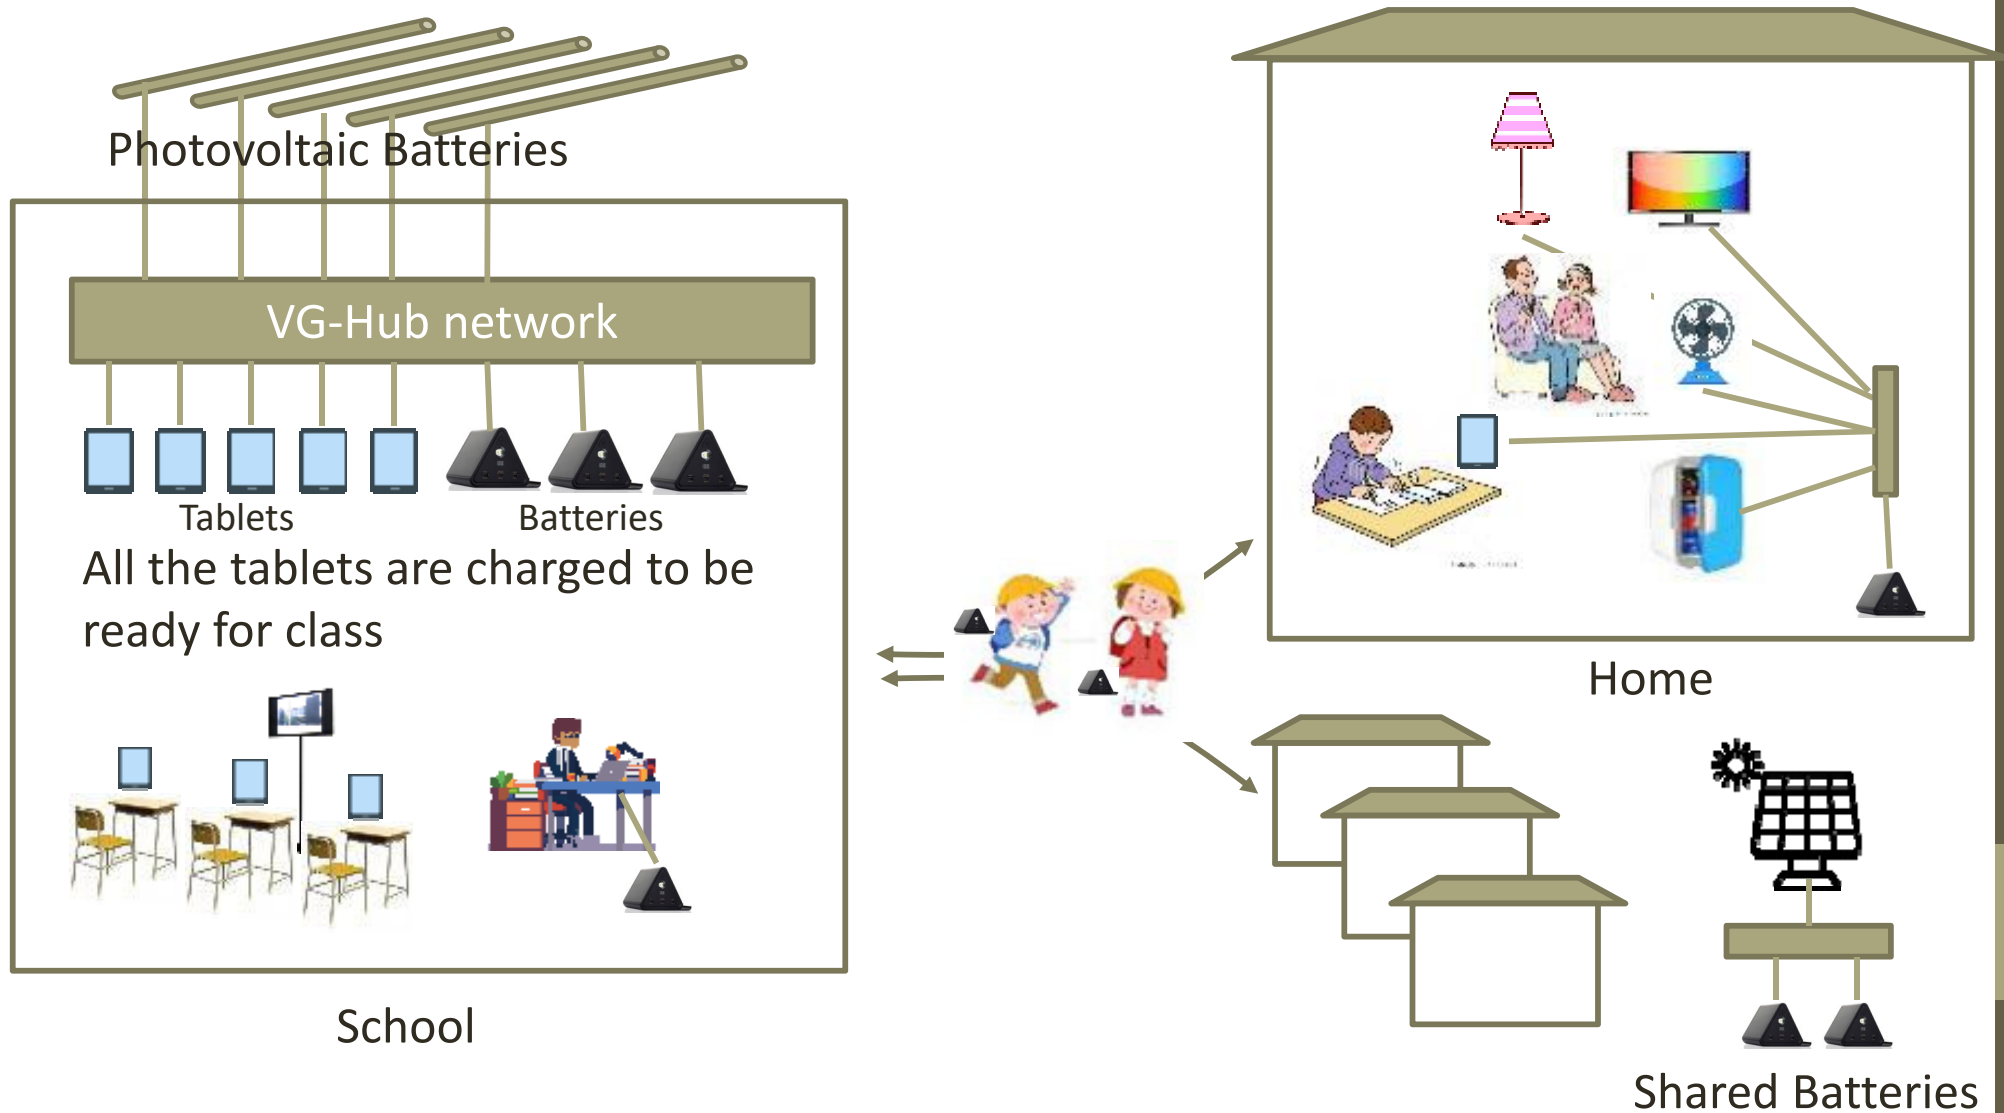 Photovoltaic Batteries
VG-Hub network
Tablets
Batteries
All the tablets are charged to be
ready for class
School
Home
Shared Batteries